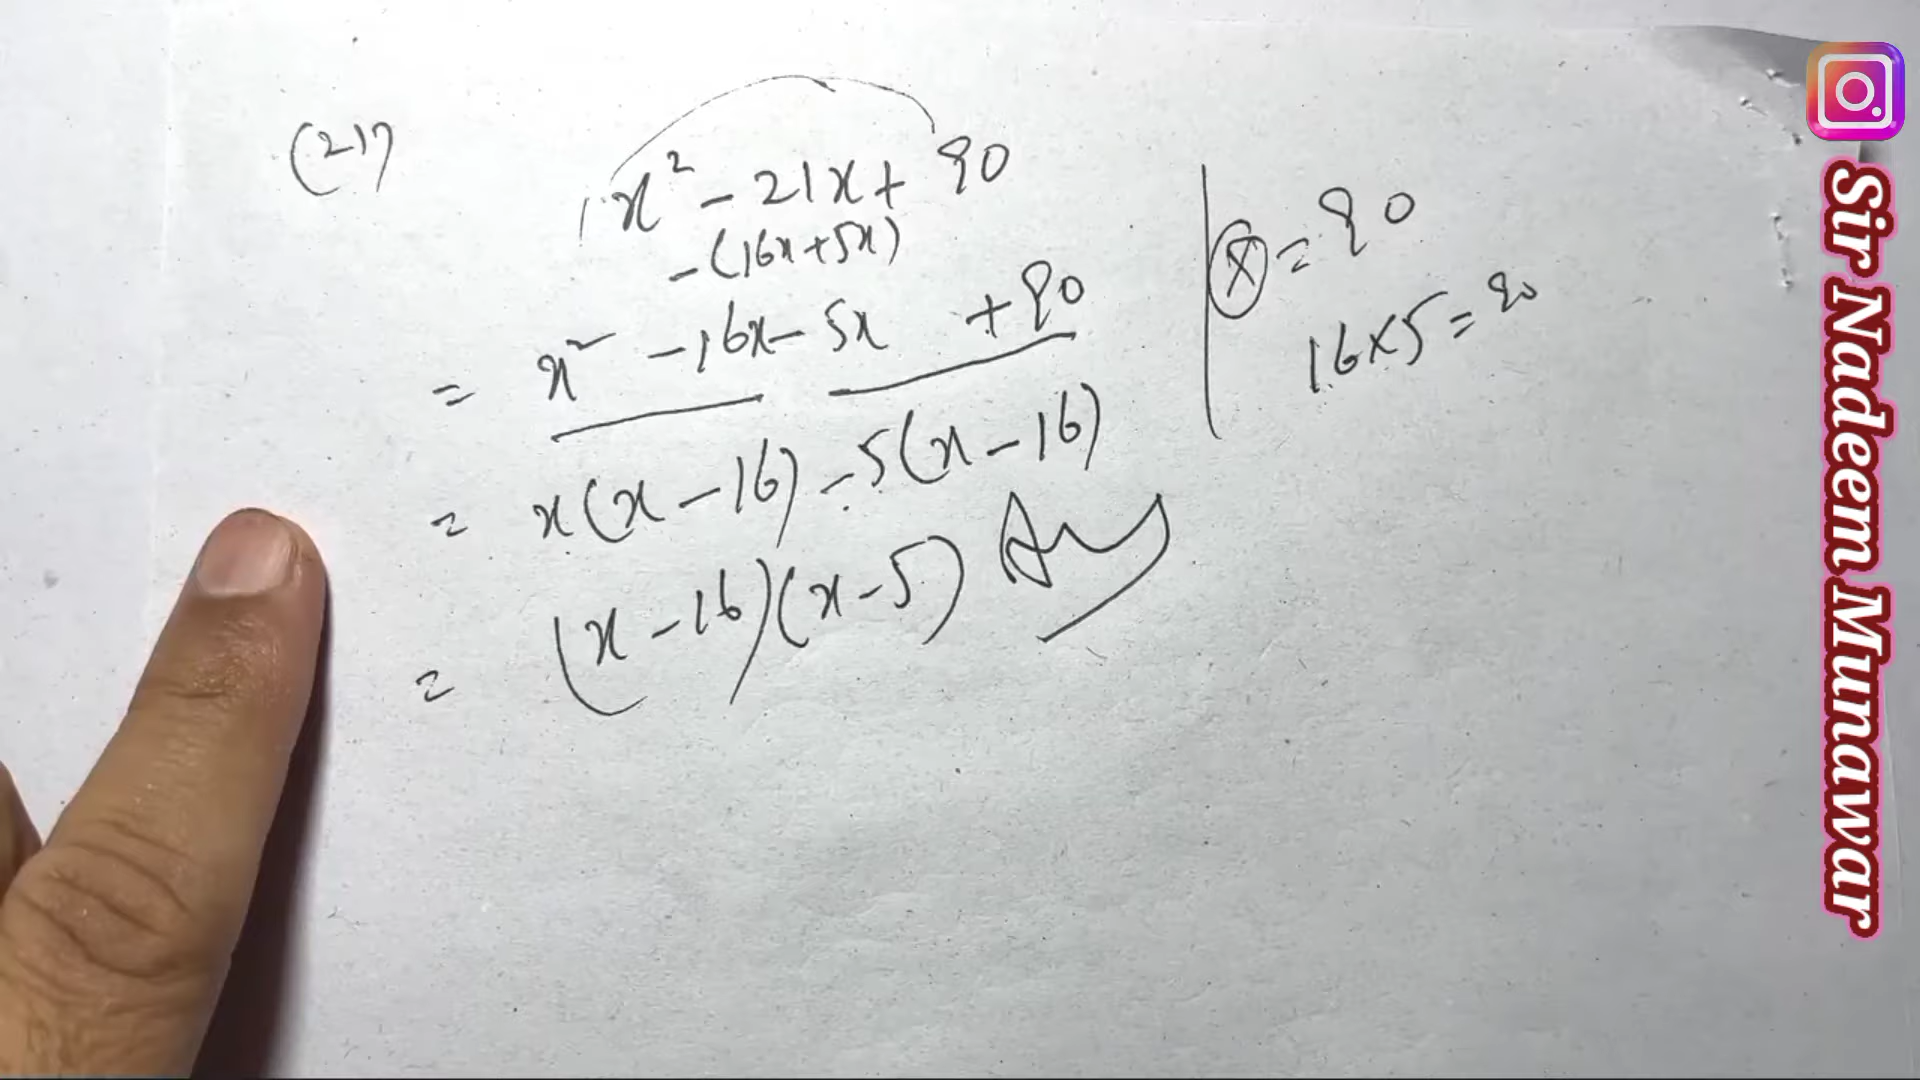 (21)
1x² - 21x + 80
-(16x+5x)
= x² - 16x - 5x + 80
= x(x - 16) - 5(x - 16)
= (x - 16)(x - 5) Ans
⊗ = 80
16×5 = 80
Sir Nadeem Munawar